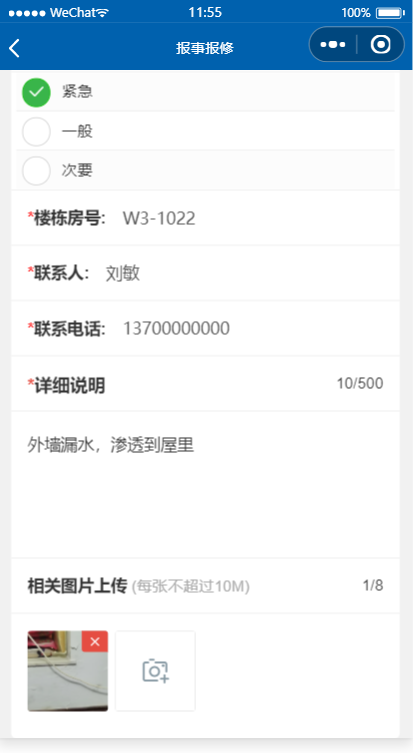 WeChat 11:55 100%
报事报修
紧急
一般
次要
*楼栋房号: W3-1022
*联系人: 刘敏
*联系电话: 13700000000
*详细说明 10/500
外墙漏水，渗透到屋里
相关图片上传 (每张不超过10M) 1/8